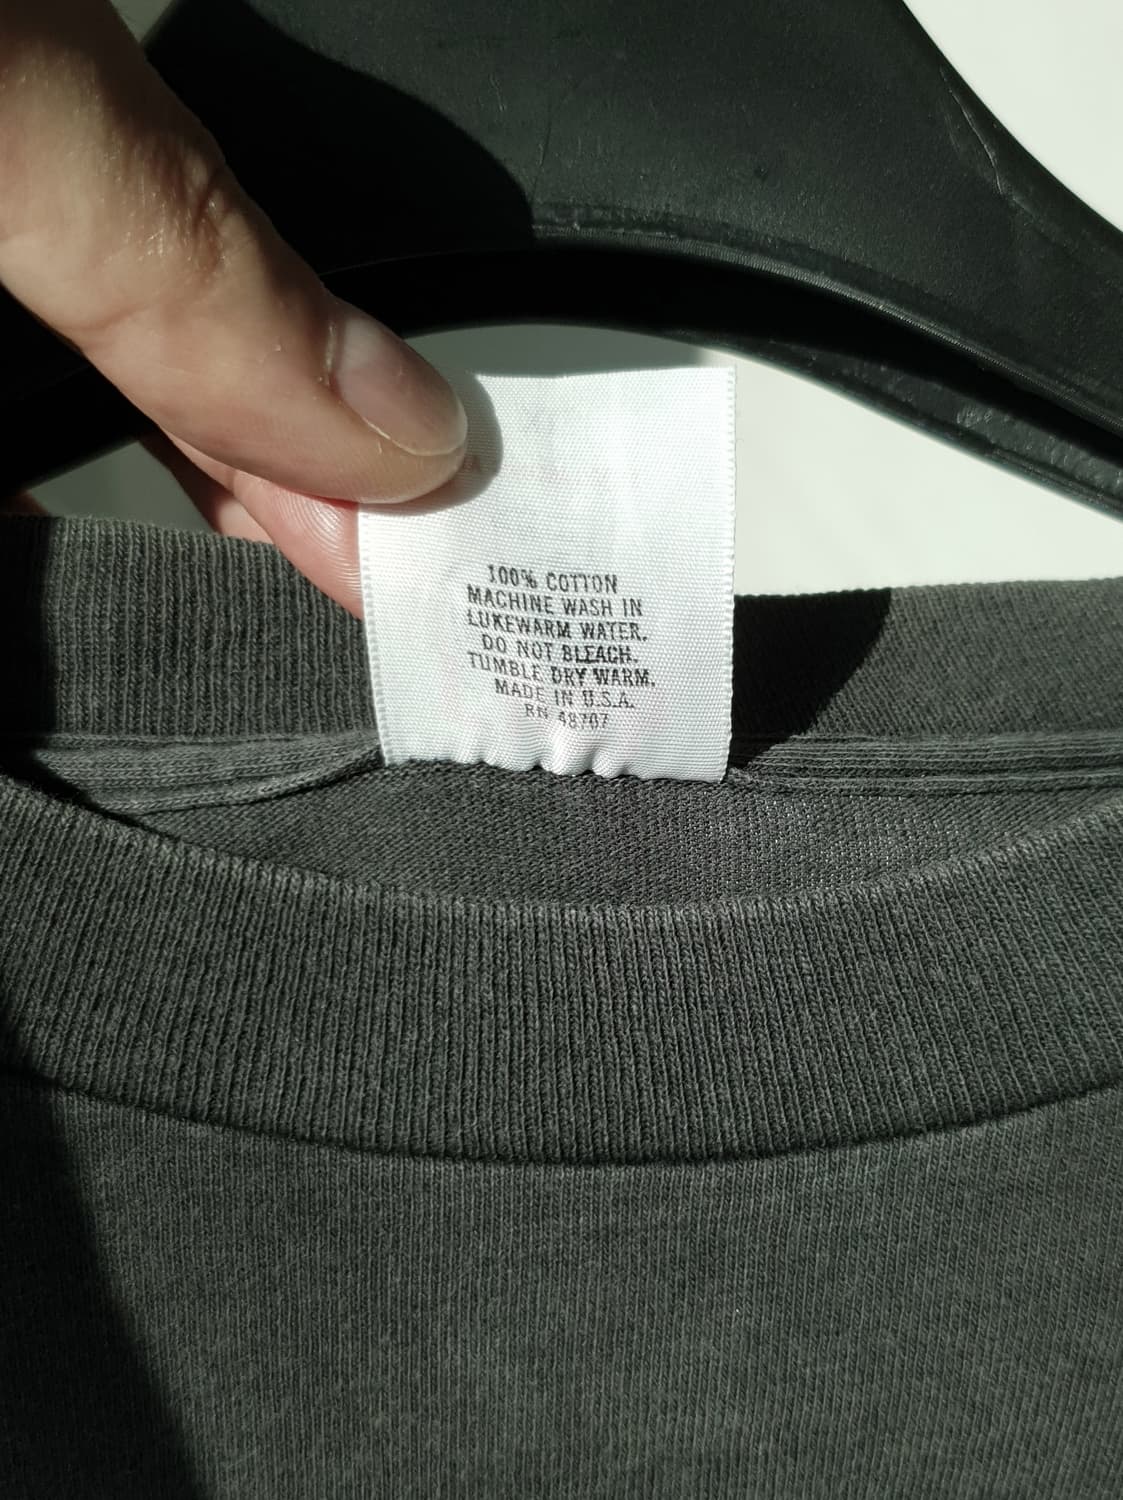 100% COTTON
MACHINE WASH IN
LUKEWARM WATER.
DO NOT BLEACH.
TUMBLE DRY WARM.
MADE IN U.S.A.
RN 48707